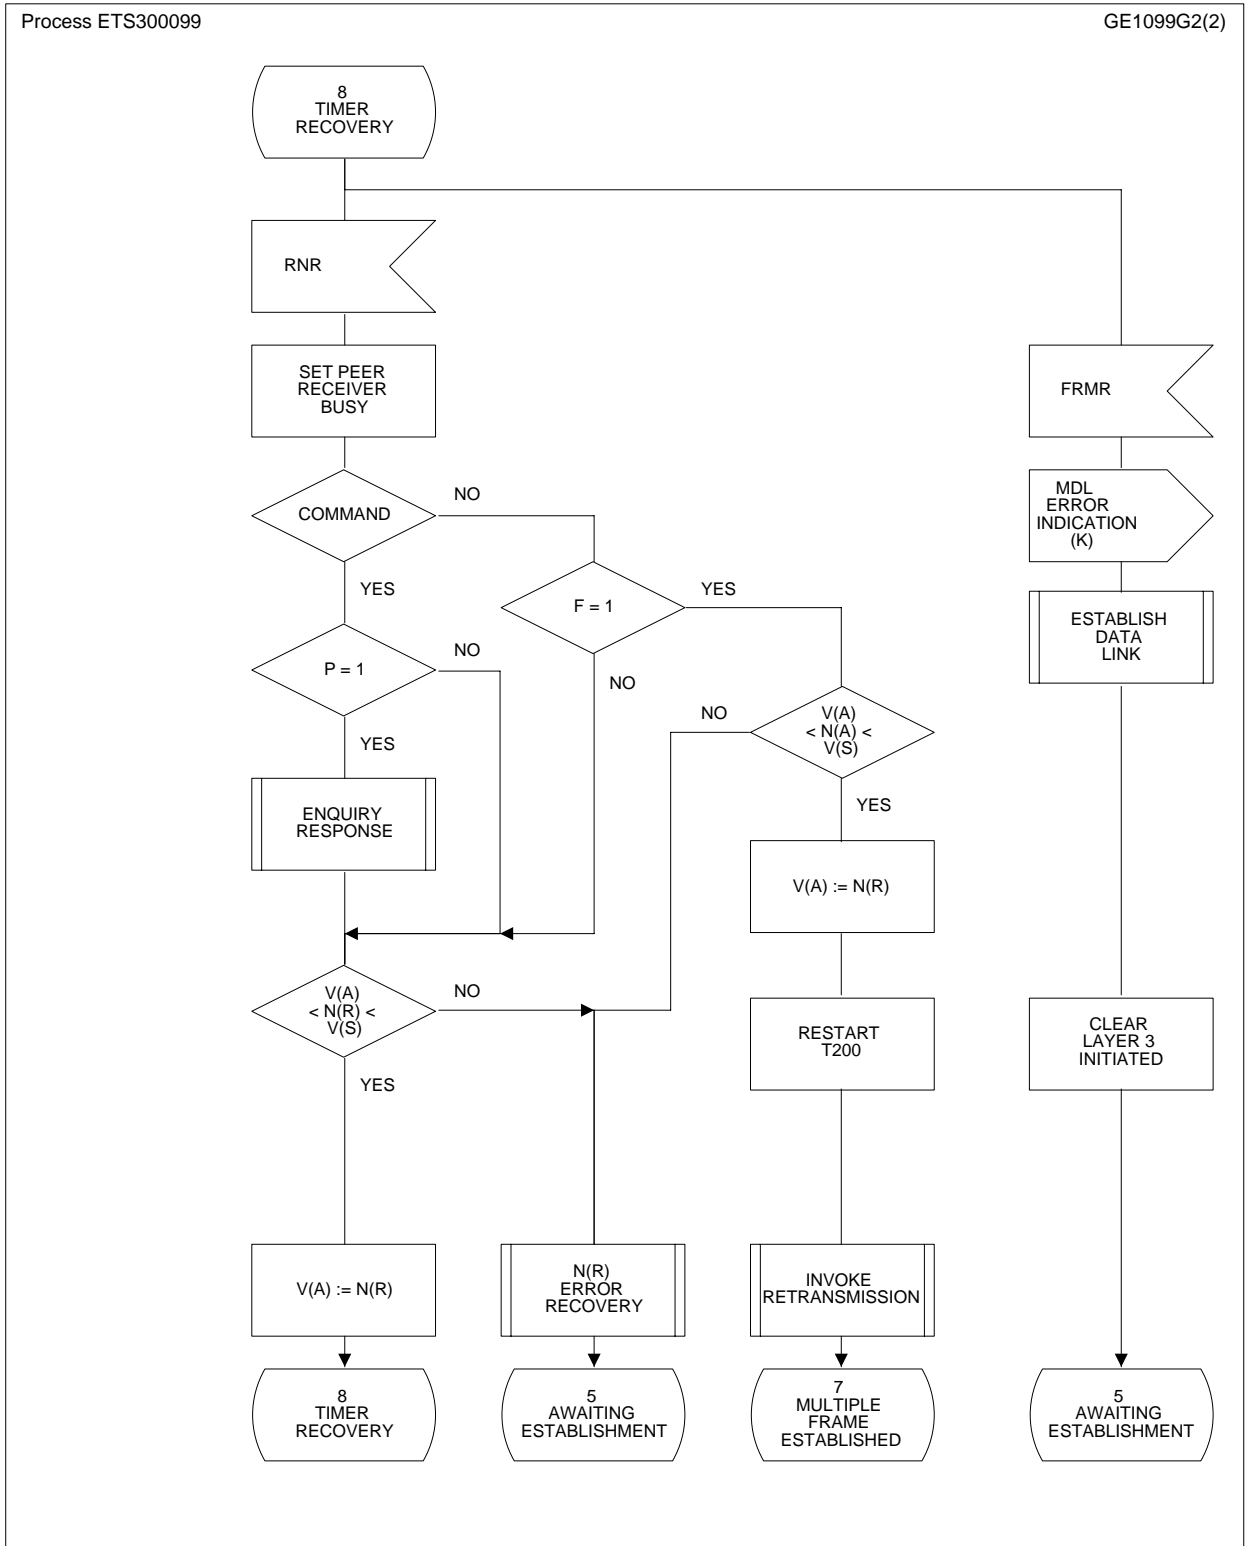 Process ETS300099
GE1099G2(2)
8
TIMER
RECOVERY
RNR
SET PEER
RECEIVER
BUSY
FRMR
COMMAND
NO
YES
MDL
ERROR
INDICATION
(K)
F = 1
YES
NO
P = 1
NO
YES
ESTABLISH
DATA
LINK
V(A)
< N(A) <
V(S)
NO
YES
ENQUIRY
RESPONSE
V(A) := N(R)
V(A)
< N(R) <
V(S)
NO
YES
RESTART
T200
CLEAR
LAYER 3
INITIATED
V(A) := N(R)
N(R)
ERROR
RECOVERY
INVOKE
RETRANSMISSION
8
TIMER
RECOVERY
5
AWAITING
ESTABLISHMENT
7
MULTIPLE
FRAME
ESTABLISHED
5
AWAITING
ESTABLISHMENT